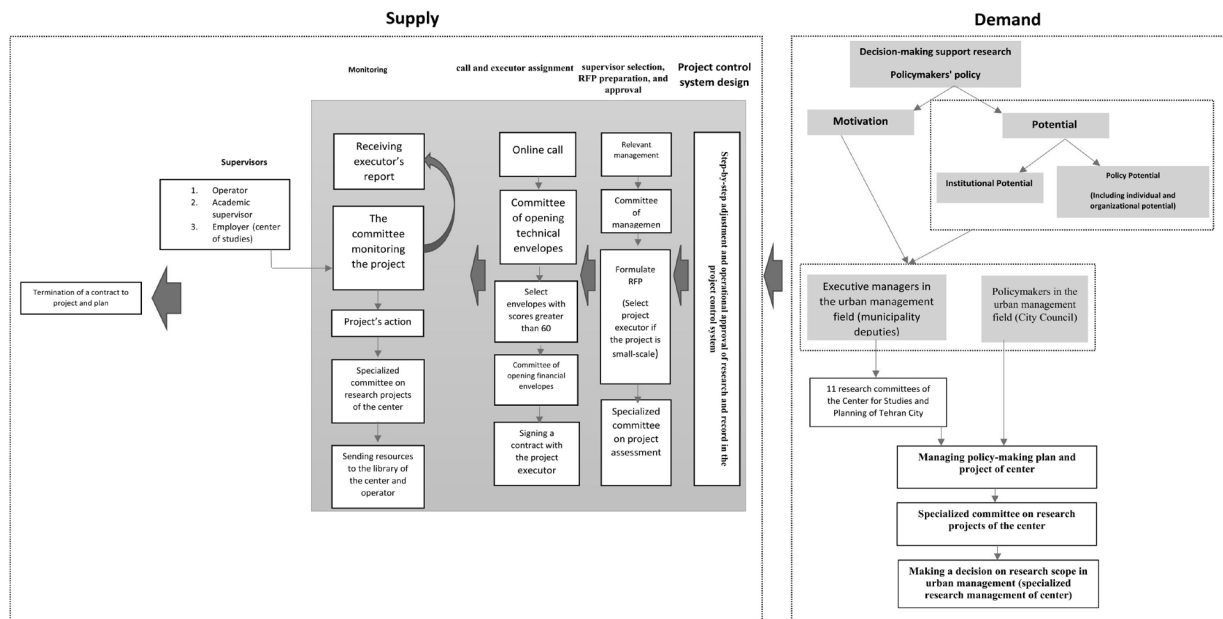 Supply
Monitoring
call and executor assignment
supervisor selection,
RFP preparation, and
approval
Project control
system design
Supervisors
1. Operator
2. Academic
supervisor
3. Employer (center
of studies)
Termination of a contract to
project and plan
Receiving
executor's
report
The
committee
monitoring
the project
Project's action
Specialized
committee on
research projects
of the center
Sending resources
to the library of
the center and
operator
Online call
Committee
of opening
technical
envelopes
Select
envelopes with
scores greater
than 60
Committee of
opening financial
envelopes
Signing a
contract with
the project
executor
Relevant
management
Committee
of
managemen
Formulate RFP
(Select
project
executor if
the project is
small-scale)
Specialized
committee
on project
assessment
Step-by-step adjustment and operational approval of research and record in the
project control system
Demand
Decision-making support research
Policymakers' policy
Motivation
Potential
Institutional Potential
Policy Potential
(Including individual and
organizational potential)
Executive managers in
the urban management
field (municipality
deputies)
Policymakers in the
urban management
field (City Council)
11 research committees of
the Center for Studies and
Planning of Tehran City
Managing policy-making plan and
project of center
Specialized committee on research
projects of the center
Making a decision on research scope in
urban management (specialized
research management of center)